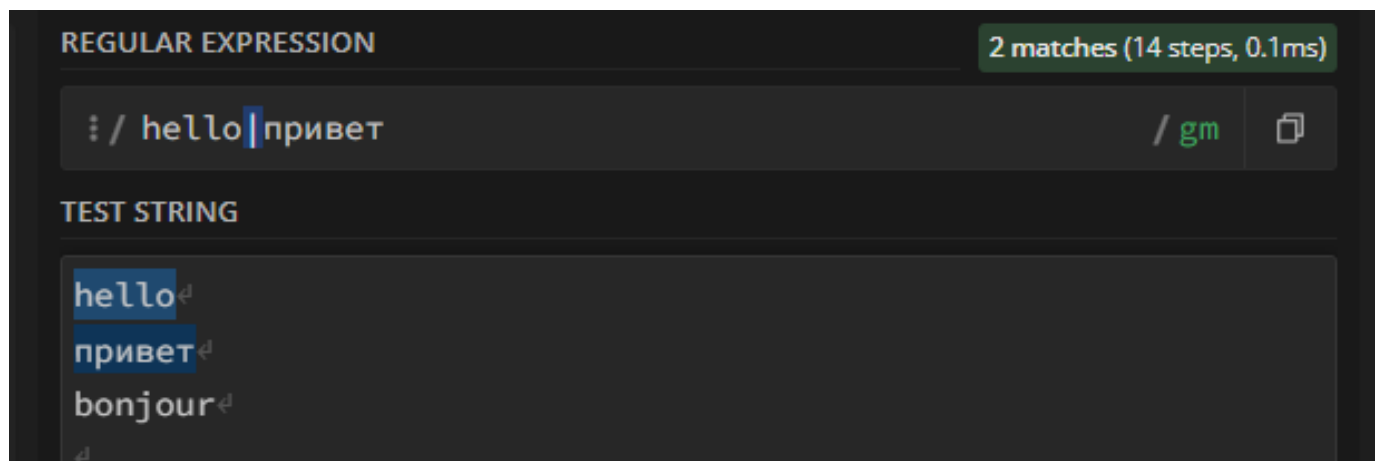 REGULAR EXPRESSION
2 matches (14 steps, 0.1ms)
/ hello|привет / gm
TEST STRING
hello
привет
bonjour